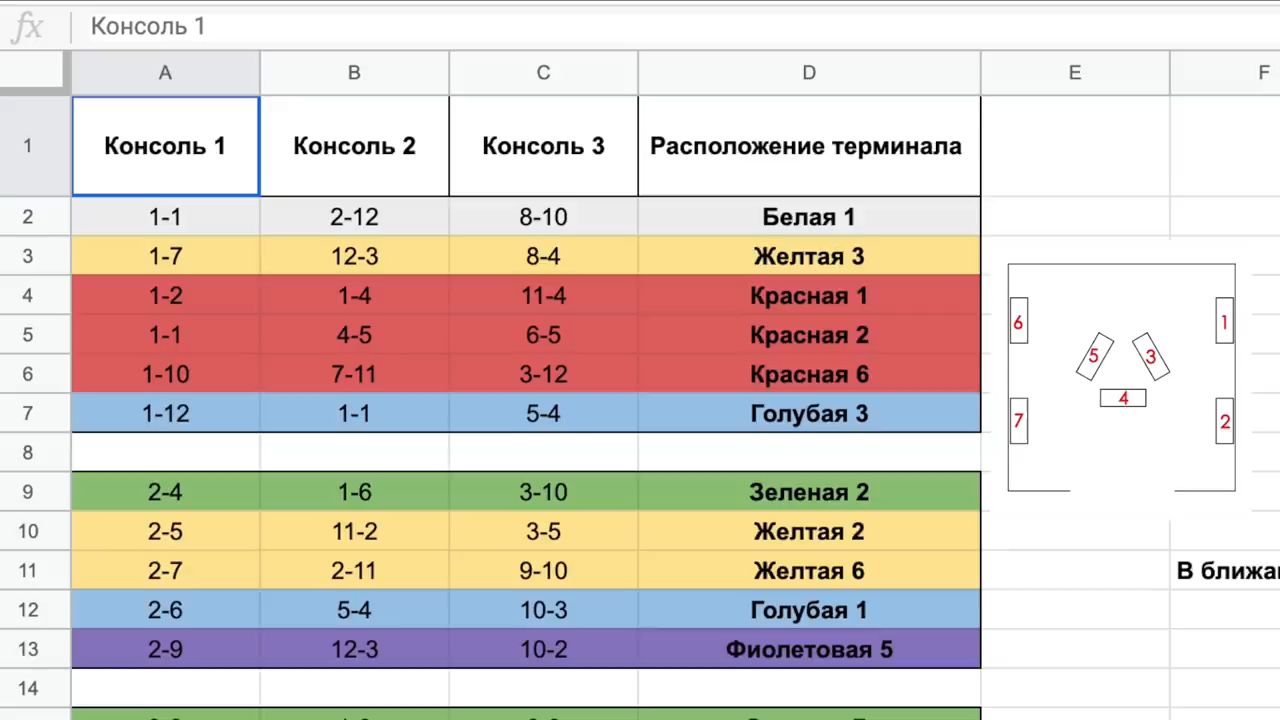 fx Консоль 1
A B C D E F
1 Консоль 1 Консоль 2 Консоль 3 Расположение терминала
2 1-1 2-12 8-10 Белая 1
3 1-7 12-3 8-4 Желтая 3
4 1-2 1-4 11-4 Красная 1
5 1-1 4-5 6-5 Красная 2
6 1-10 7-11 3-12 Красная 6
7 1-12 1-1 5-4 Голубая 3
8
9 2-4 1-6 3-10 Зеленая 2
10 2-5 11-2 3-5 Желтая 2
11 2-7 2-11 9-10 Желтая 6 В ближа
12 2-6 5-4 10-3 Голубая 1
13 2-9 12-3 10-2 Фиолетовая 5
14
6 1
5 3
4
7 2